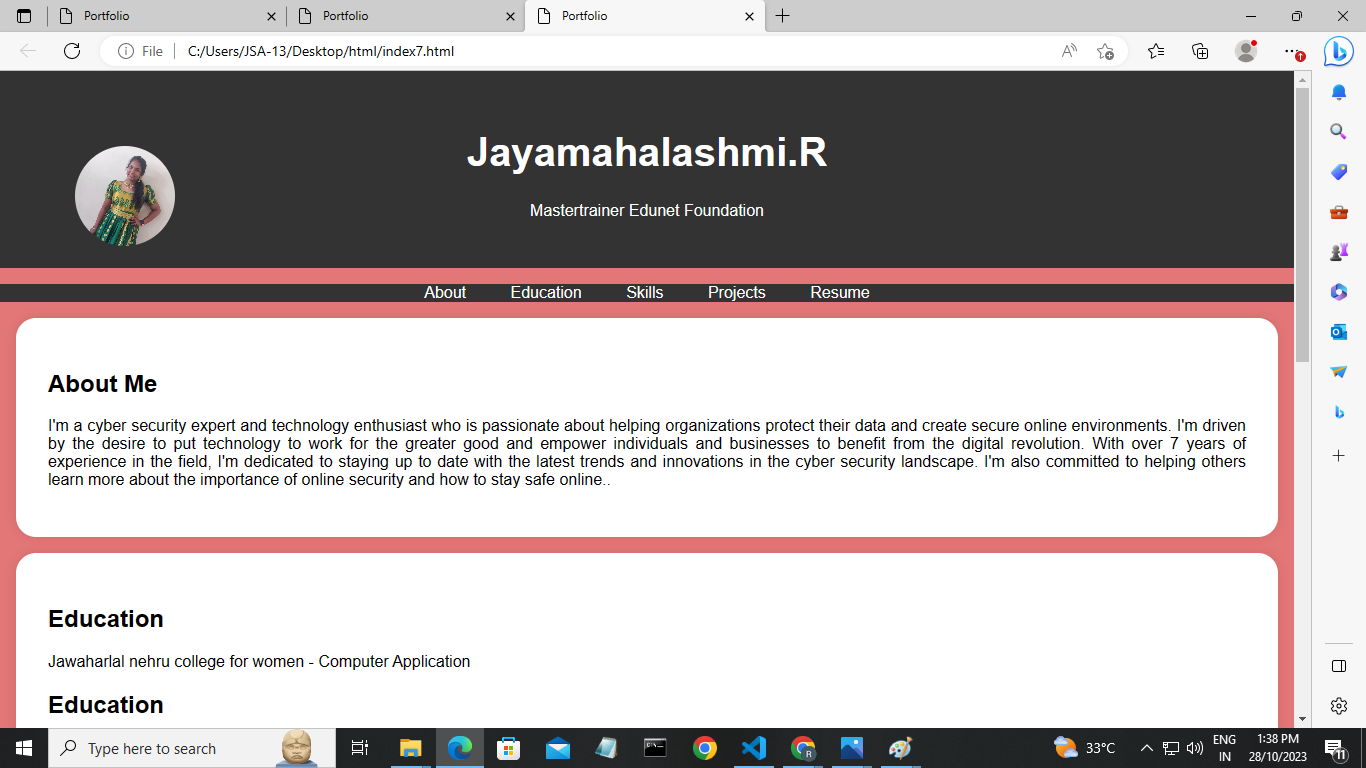 Portfolio
Portfolio
Portfolio
File
C:/Users/JSA-13/Desktop/html/index7.html
Jayamahalashmi.R
Mastertrainer Edunet Foundation
About Education Skills Projects Resume
About Me
I'm a cyber security expert and technology enthusiast who is passionate about helping organizations protect their data and create secure online environments. I'm driven
by the desire to put technology to work for the greater good and empower individuals and businesses to benefit from the digital revolution. With over 7 years of
experience in the field, I'm dedicated to staying up to date with the latest trends and innovations in the cyber security landscape. I'm also committed to helping others
learn more about the importance of online security and how to stay safe online..
Education
Jawaharlal nehru college for women - Computer Application
Education
Type here to search
33°C
ENG
IN
1:38 PM
28/10/2023
11